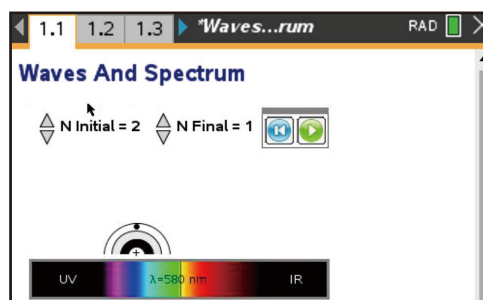 1.1 1.2 1.3 *Waves...rum RAD
Waves And Spectrum
N Initial = 2 N Final = 1
+
UV λ=580 nm IR